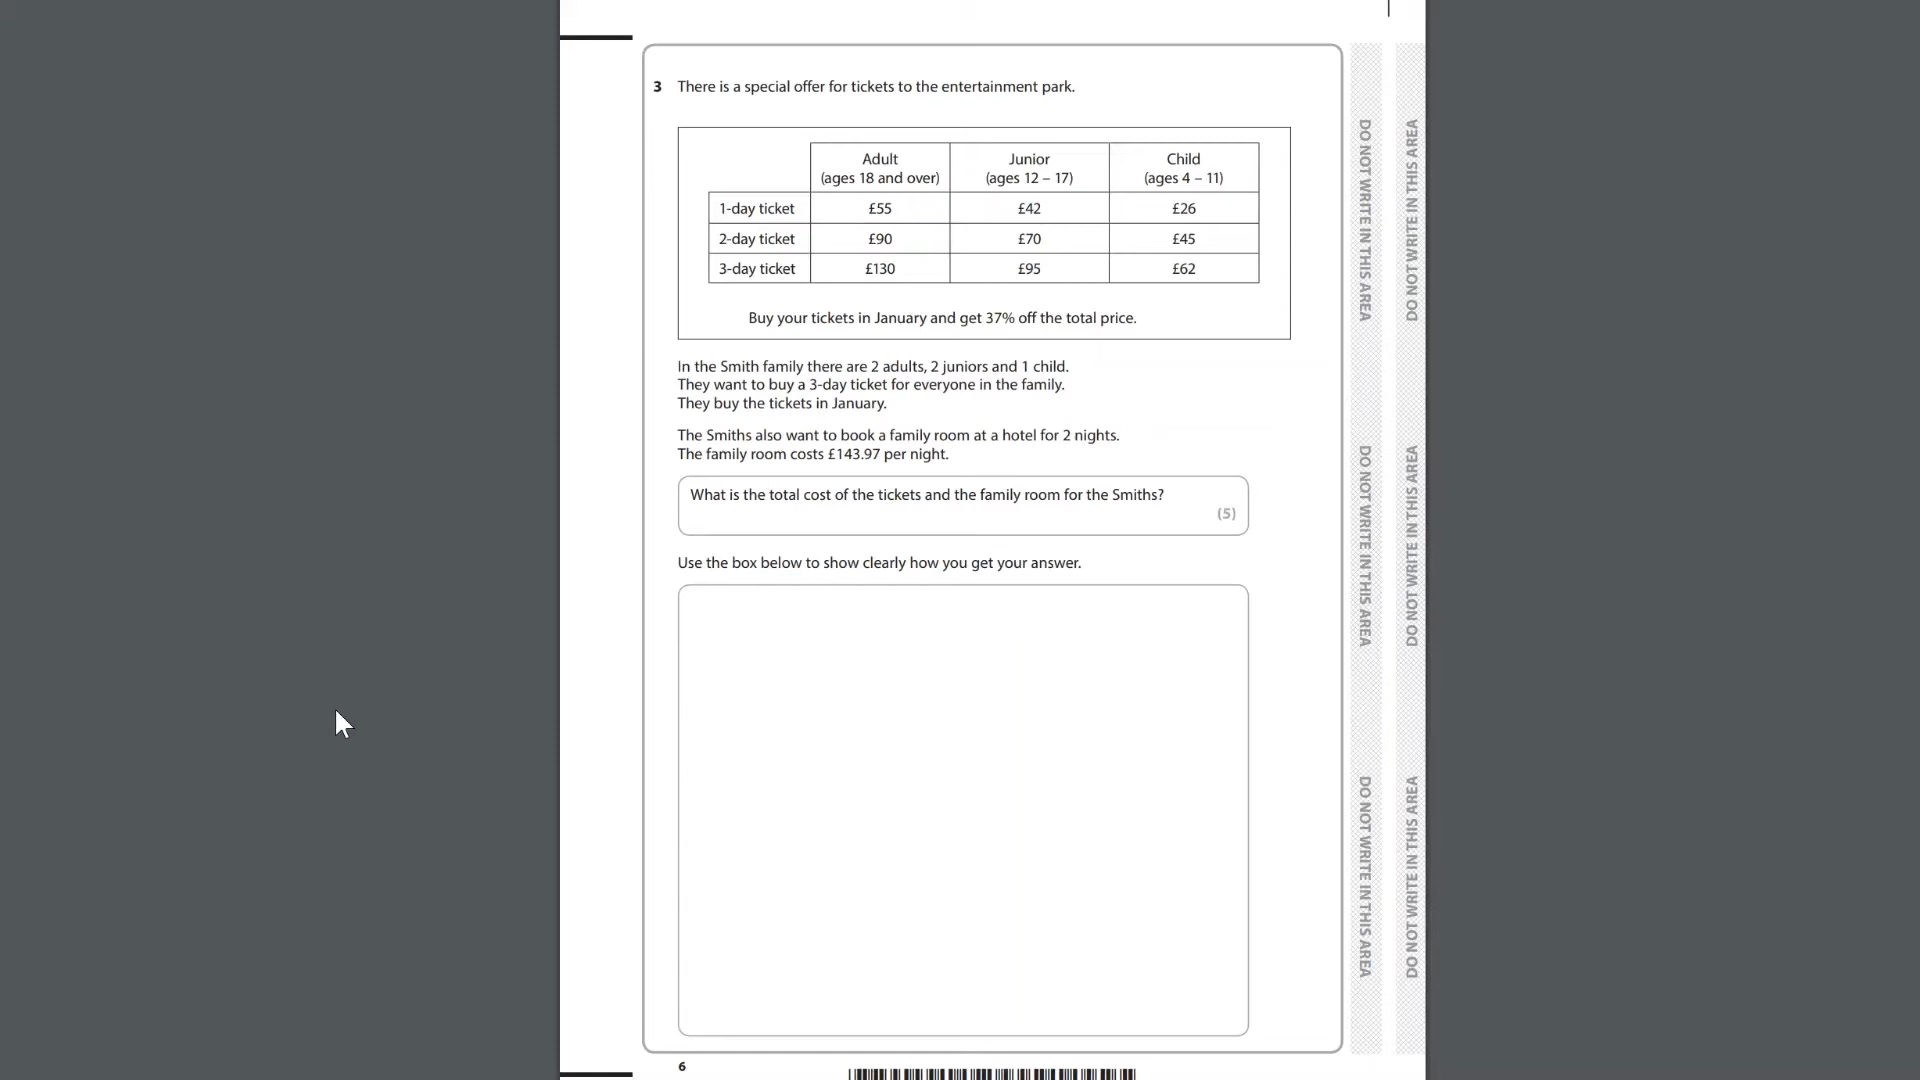 3 There is a special offer for tickets to the entertainment park.
Adult Junior Child
(ages 18 and over) (ages 12 – 17) (ages 4 – 11)
1-day ticket £55 £42 £26
2-day ticket £90 £70 £45
3-day ticket £130 £95 £62
Buy your tickets in January and get 37% off the total price.
In the Smith family there are 2 adults, 2 juniors and 1 child.
They want to buy a 3-day ticket for everyone in the family.
They buy the tickets in January.
The Smiths also want to book a family room at a hotel for 2 nights.
The family room costs £143.97 per night.
What is the total cost of the tickets and the family room for the Smiths?
(5)
Use the box below to show clearly how you get your answer.
6
DO NOT WRITE IN THIS AREA
DO NOT WRITE IN THIS AREA
DO NOT WRITE IN THIS AREA
DO NOT WRITE IN THIS AREA
DO NOT WRITE IN THIS AREA
DO NOT WRITE IN THIS AREA